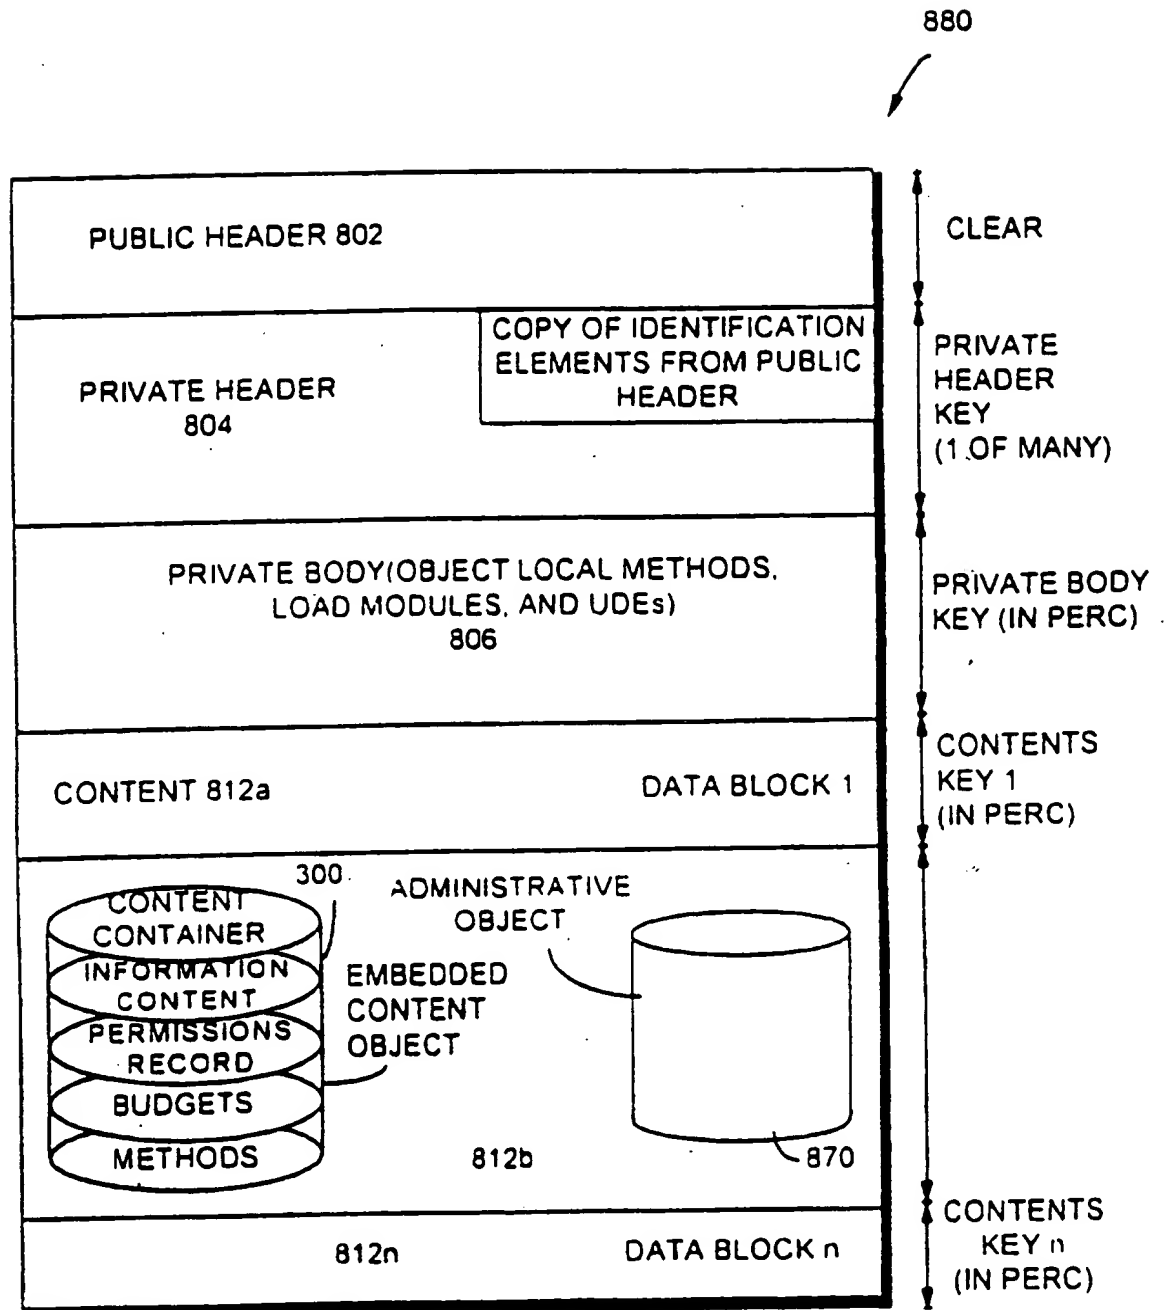 880
PUBLIC HEADER 802
CLEAR
COPY OF IDENTIFICATION
ELEMENTS FROM PUBLIC
HEADER
PRIVATE HEADER
804
PRIVATE
HEADER
KEY
(1 OF MANY)
PRIVATE BODY(OBJECT LOCAL METHODS,
LOAD MODULES, AND UDEs)
806
PRIVATE BODY
KEY (IN PERC)
CONTENT 812a
DATA BLOCK 1
CONTENTS
KEY 1
(IN PERC)
CONTENT
CONTAINER
INFORMATION
CONTENT
PERMISSIONS
RECORD
BUDGETS
METHODS
300
EMBEDDED
CONTENT
OBJECT
ADMINISTRATIVE
OBJECT
812b
870
812n
DATA BLOCK n
CONTENTS
KEY n
(IN PERC)